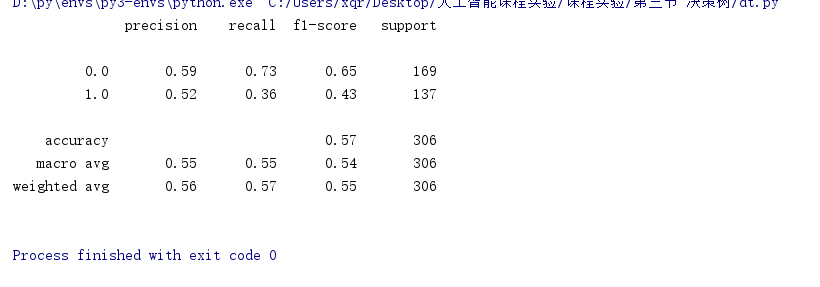 D:\py\envs\py3-envs\python.exe C:/Users/xqr/Desktop/人工智能课程实验/课程实验/第三节 决策树/dt.py
precision recall f1-score support
0.0 0.59 0.73 0.65 169
1.0 0.52 0.36 0.43 137
accuracy 0.57 306
macro avg 0.55 0.55 0.54 306
weighted avg 0.56 0.57 0.55 306
Process finished with exit code 0